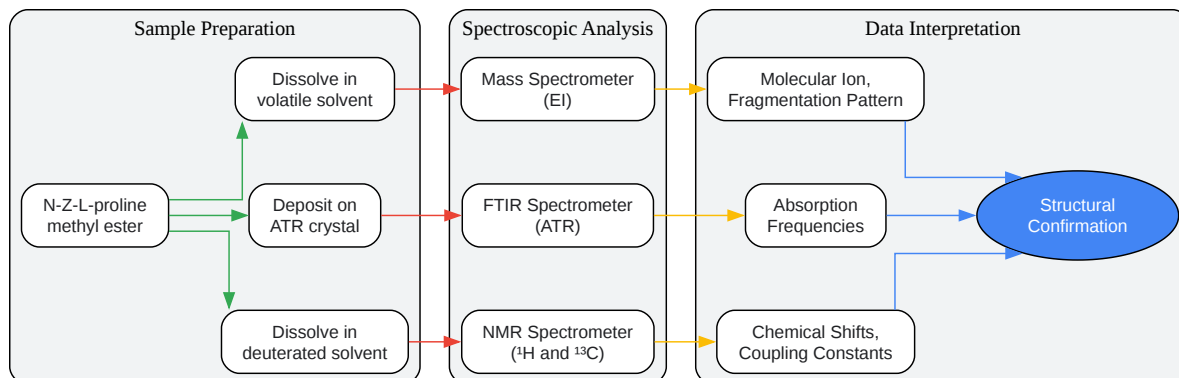 Sample Preparation
Spectroscopic Analysis
Data Interpretation
Dissolve in
volatile solvent
Mass Spectrometer
(EI)
Molecular Ion,
Fragmentation Pattern
N-Z-L-proline
methyl ester
Deposit on
ATR crystal
FTIR Spectrometer
(ATR)
Absorption
Frequencies
Structural
Confirmation
Dissolve in
deuterated solvent
NMR Spectrometer
(¹H and ¹³C)
Chemical Shifts,
Coupling Constants